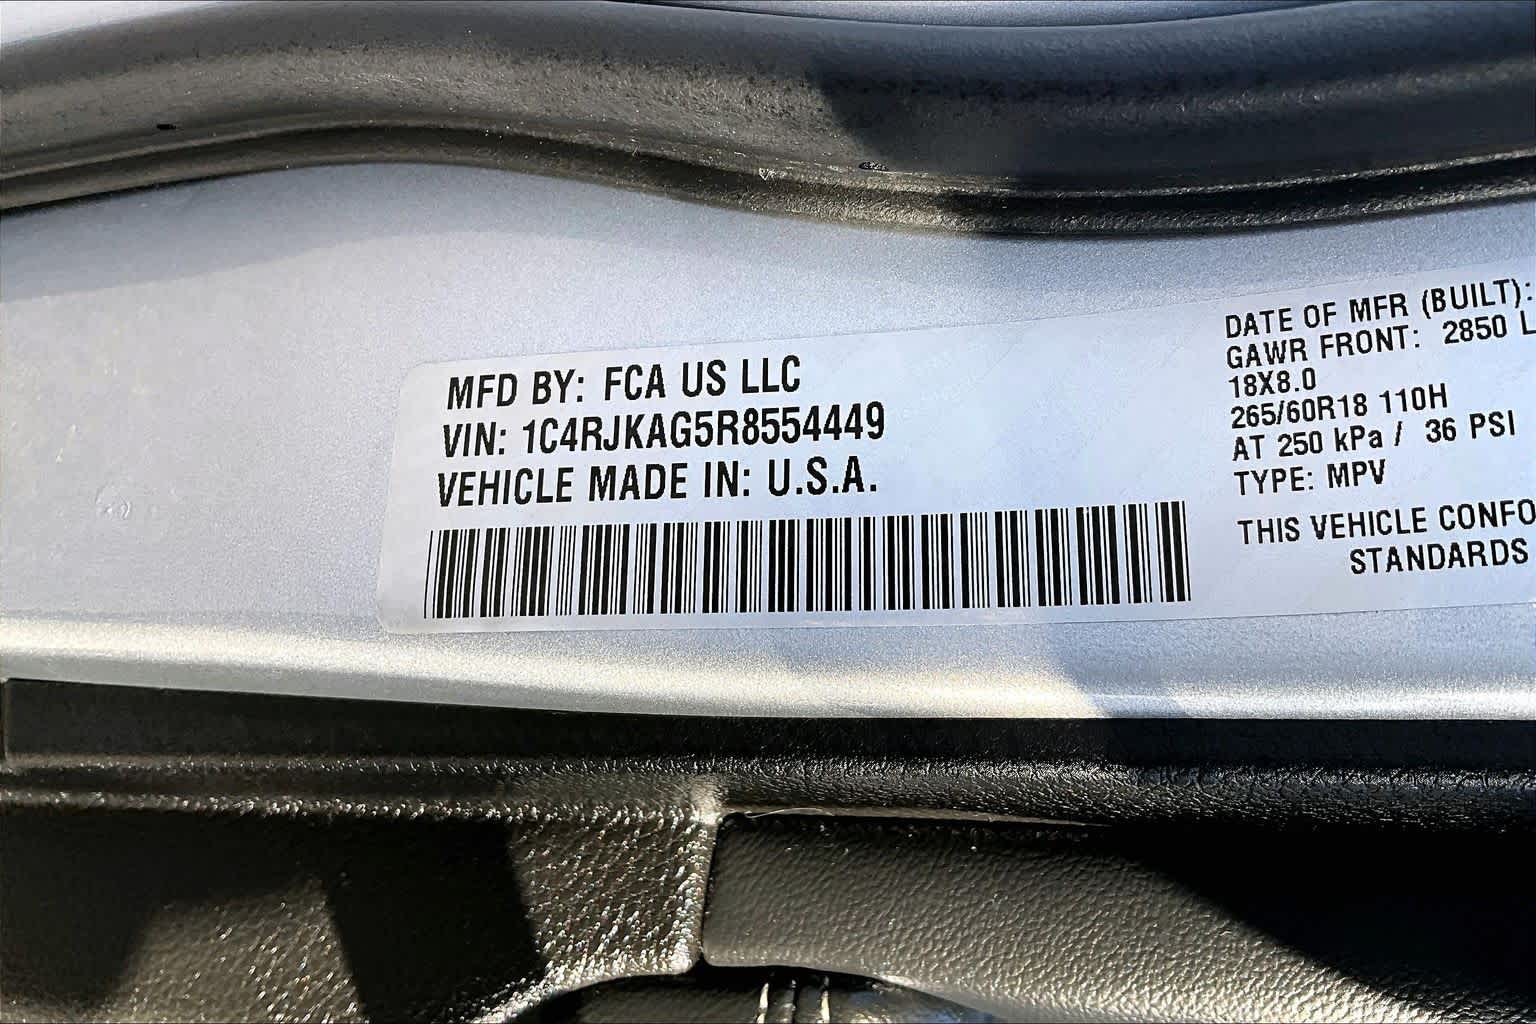 MFD BY: FCA US LLC
VIN: 1C4RJKAG5R8554449
VEHICLE MADE IN: U.S.A.
DATE OF MFR (BUILT):
GAWR FRONT: 2850 L
18X8.0
265/60R18 110H
AT 250 kPa / 36 PSI
TYPE: MPV
THIS VEHICLE CONFO
STANDARDS